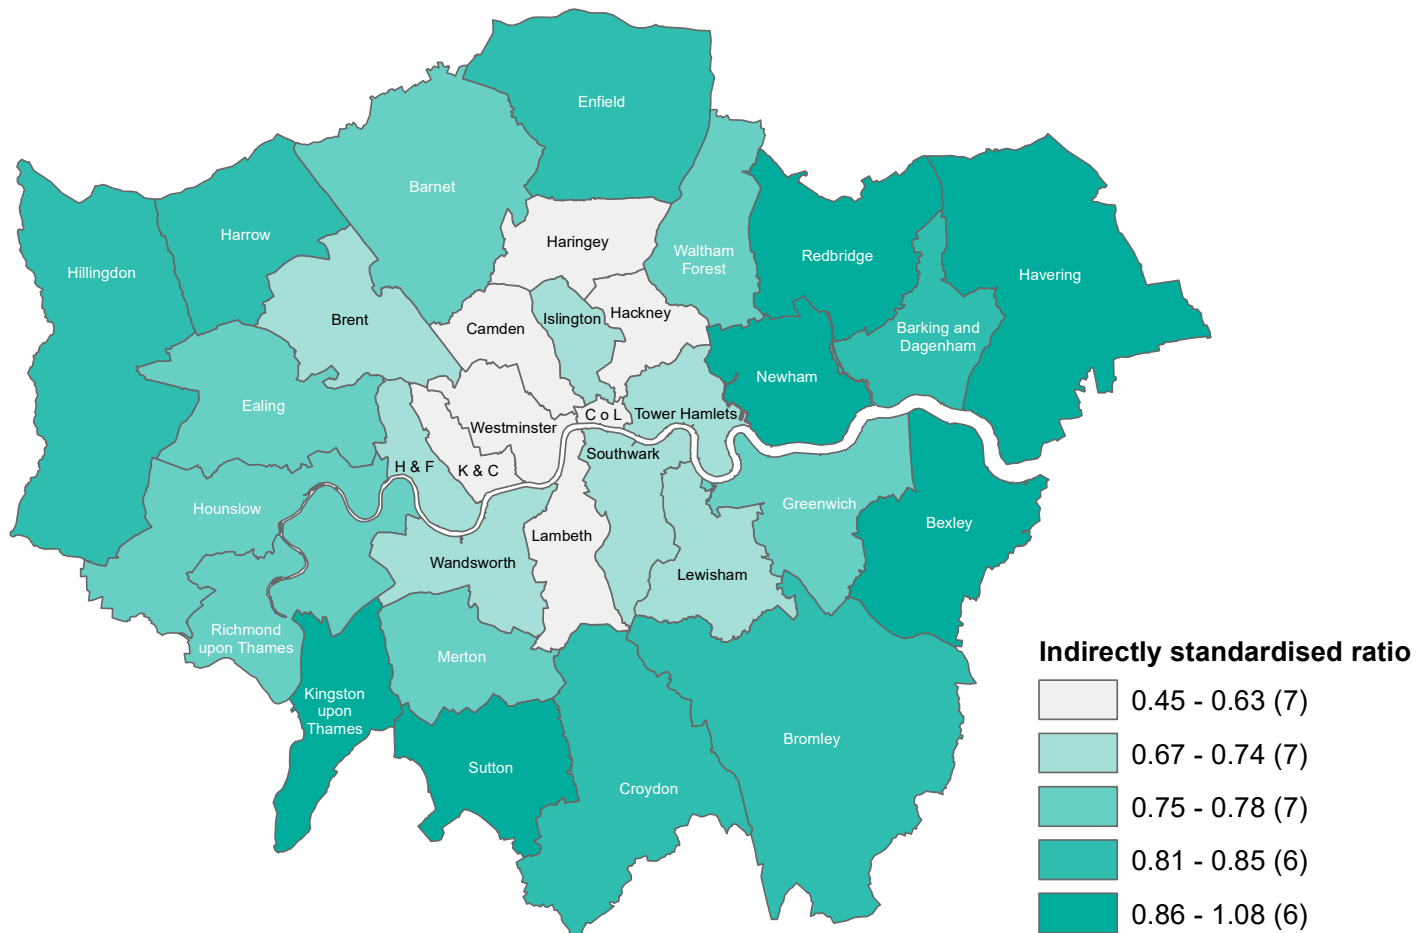 Enfield
Barnet
Harrow
Haringey
Waltham
Forest
Redbridge
Hillingdon
Havering
Brent
Camden
Islington
Hackney
Barking and
Dagenham
Newham
Ealing
Westminster
C o L
Tower Hamlets
H & F
K & C
Southwark
Hounslow
Greenwich
Bexley
Lambeth
Wandsworth
Lewisham
Richmond
upon Thames
Merton
Kingston
upon
Thames
Sutton
Croydon
Bromley
Indirectly standardised ratio
0.45 - 0.63 (7)
0.67 - 0.74 (7)
0.75 - 0.78 (7)
0.81 - 0.85 (6)
0.86 - 1.08 (6)